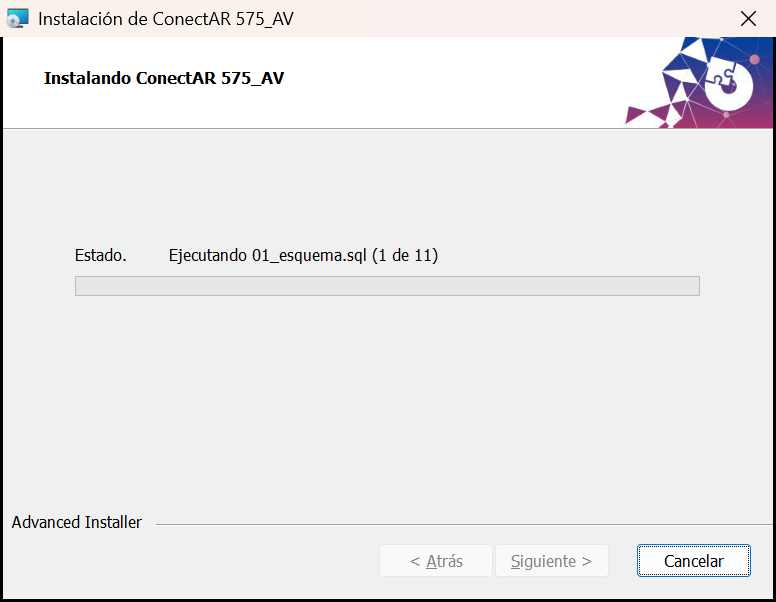 Instalación de ConectAR 575_AV
Instalando ConectAR 575_AV
Estado. Ejecutando 01_esquema.sql (1 de 11)
Advanced Installer
< Atrás Siguiente > Cancelar